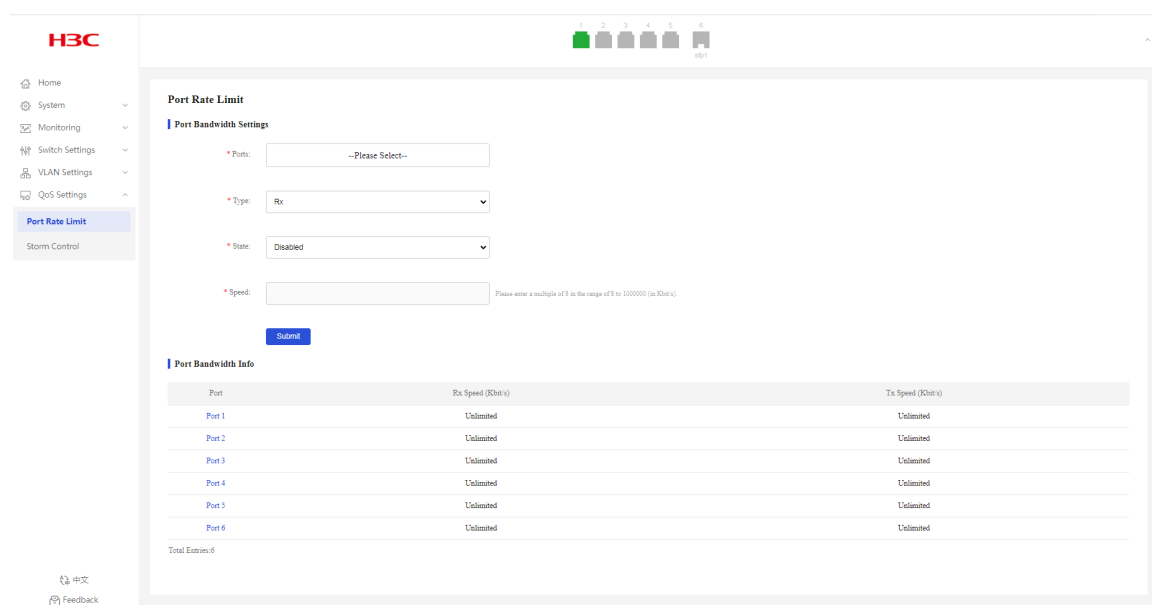 H3C
1 2 3 4 5 6
sfp1
Home
System
Monitoring
Switch Settings
VLAN Settings
QoS Settings
Port Rate Limit
Storm Control
中文
Feedback
Port Rate Limit
Port Bandwidth Settings
* Ports: --Please Select--
* Type: Rx
* State: Disabled
* Speed: Please enter a multiple of 8 in the range of 8 to 1000000 (in Kbit/s).
Submit
Port Bandwidth Info
Port Rx Speed (Kbit/s) Tx Speed (Kbit/s)
Port 1 Unlimited Unlimited
Port 2 Unlimited Unlimited
Port 3 Unlimited Unlimited
Port 4 Unlimited Unlimited
Port 5 Unlimited Unlimited
Port 6 Unlimited Unlimited
Total Entries:6